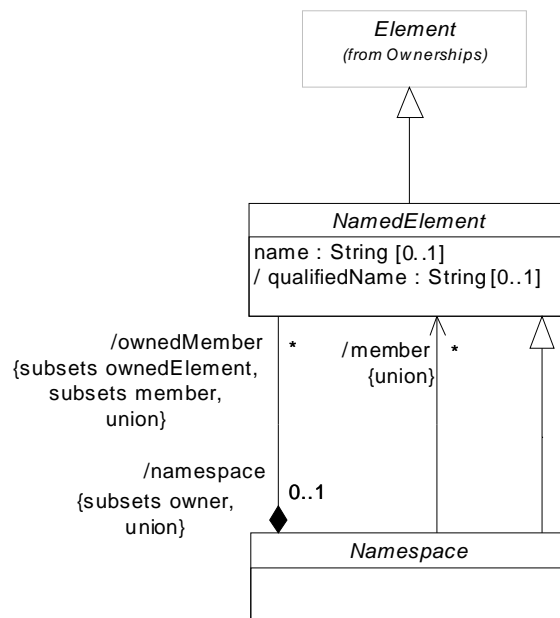 Element
(from Ownerships)
NamedElement
name : String [0..1]
/ qualifiedName : String [0..1]
/ownedMember
{subsets ownedElement,
subsets member,
union}
*
/member
{union}
*
/namespace
{subsets owner,
union}
0..1
Namespace